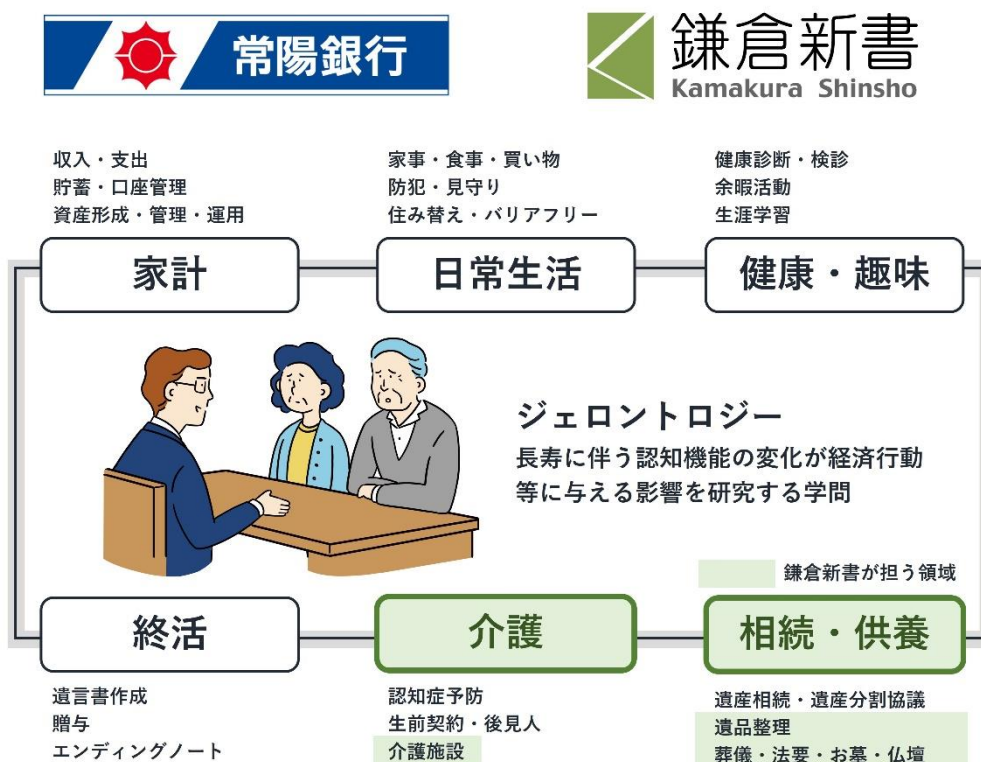 常陽銀行
鎌倉新書
Kamakura Shinsho
収入・支出
貯蓄・口座管理
資産形成・管理・運用
家計
家事・食事・買い物
防犯・見守り
住み替え・バリアフリー
日常生活
健康診断・検診
余暇活動
生涯学習
健康・趣味
ジェロントロジー
長寿に伴う認知機能の変化が経済行動
等に与える影響を研究する学問
鎌倉新書が担う領域
終活
遺言書作成
贈与
エンディングノート
介護
認知症予防
生前契約・後見人
介護施設
相続・供養
遺産相続・遺産分割協議
遺品整理
葬儀・法要・お墓・仏壇